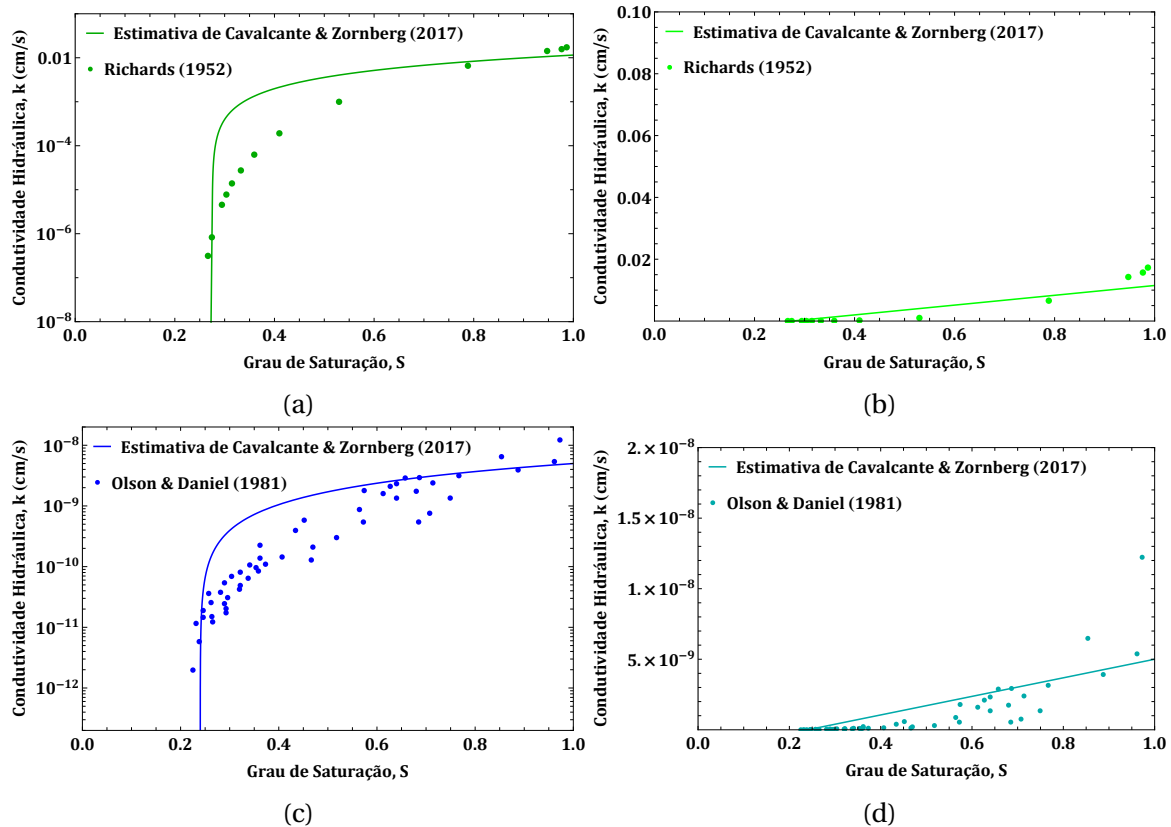 Estimativa de Cavalcante & Zornberg (2017)
Richards (1952)
Condutividade Hidráulica, k (cm/s)
0.01
10⁻⁴
10⁻⁶
10⁻⁸
0.0 0.2 0.4 0.6 0.8 1.0
Grau de Saturação, S
(a)
Estimativa de Cavalcante & Zornberg (2017)
Richards (1952)
Condutividade Hidráulica, k (cm/s)
0.10
0.08
0.06
0.04
0.02
0.0 0.2 0.4 0.6 0.8 1.0
Grau de Saturação, S
(b)
Estimativa de Cavalcante & Zornberg (2017)
Olson & Daniel (1981)
Condutividade Hidráulica, k (cm/s)
10⁻⁸
10⁻⁹
10⁻¹⁰
10⁻¹¹
10⁻¹²
0.0 0.2 0.4 0.6 0.8 1.0
Grau de Saturação, S
(c)
Estimativa de Cavalcante & Zornberg (2017)
Olson & Daniel (1981)
Condutividade Hidráulica, k (cm/s)
2.×10⁻⁸
1.5×10⁻⁸
1.×10⁻⁸
5.×10⁻⁹
0.0 0.2 0.4 0.6 0.8 1.0
Grau de Saturação, S
(d)